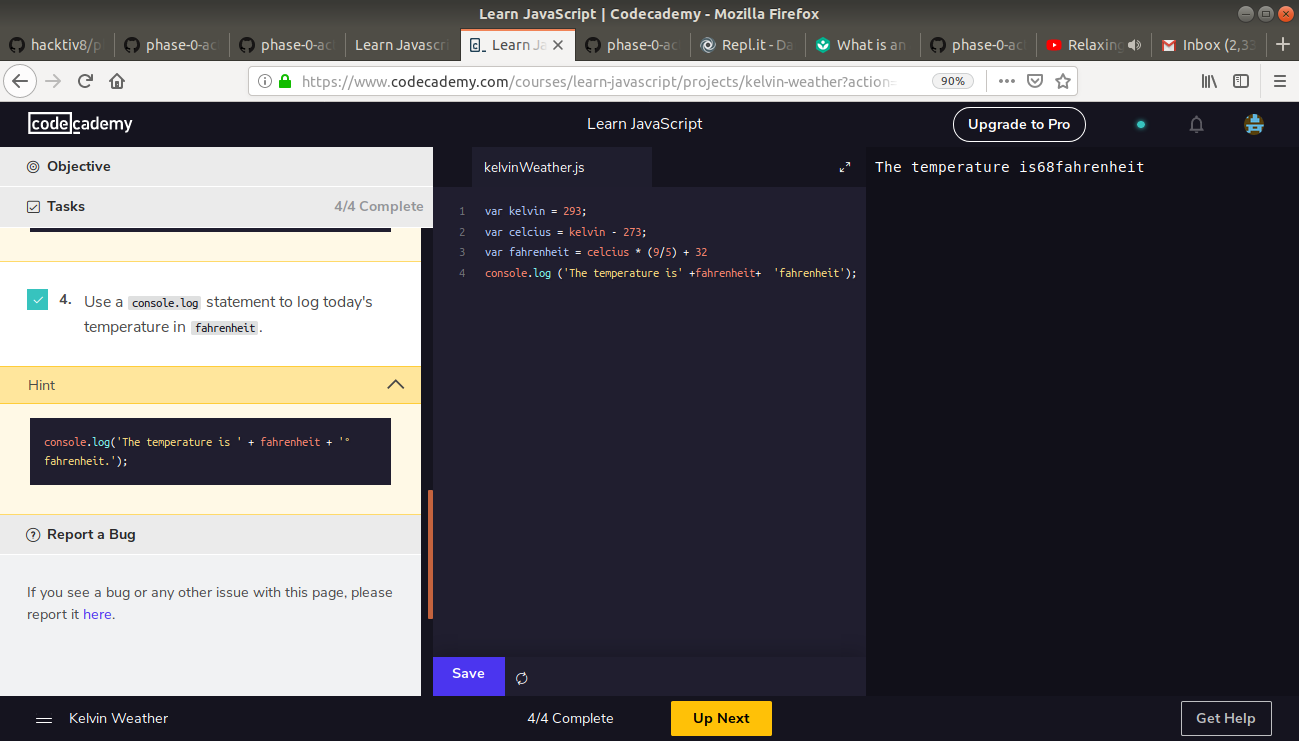 Learn JavaScript | Codecademy - Mozilla Firefox
hacktiv8/p phase-0-ac phase-0-ac Learn Javascr Learn Ja phase-0-ac Repl.it - Da What is an phase-0-ac Relaxing Inbox (2,33
https://www.codecademy.com/courses/learn-javascript/projects/kelvin-weather?action= 90%
code cademy Learn JavaScript Upgrade to Pro
Objective
Tasks 4/4 Complete
4. Use a console.log statement to log today's
temperature in fahrenheit.
Hint
console.log('The temperature is ' + fahrenheit + '°
fahrenheit.');
Report a Bug
If you see a bug or any other issue with this page, please
report it here.
kelvinWeather.js
1 var kelvin = 293;
2 var celcius = kelvin - 273;
3 var fahrenheit = celcius * (9/5) + 32
4 console.log ('The temperature is' +fahrenheit+  'fahrenheit');
Save
The temperature is68fahrenheit
Kelvin Weather 4/4 Complete Up Next Get Help